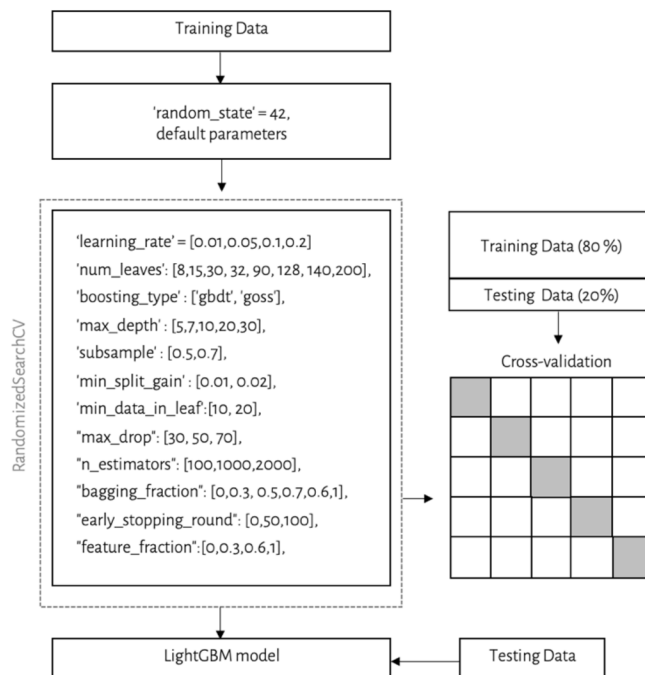 Training Data
'random_state' = 42,
default parameters
RandomizedSearchCV
'learning_rate' = [0.01,0.05,0.1,0.2]
'num_leaves': [8,15,30, 32, 90, 128, 140,200],
'boosting_type' : ['gbdt', 'goss'],
'max_depth' : [5,7,10,20,30],
'subsample' : [0.5,0.7],
'min_split_gain' : [0.01, 0.02],
'min_data_in_leaf':[10, 20],
"max_drop": [30, 50, 70],
"n_estimators": [100,1000,2000],
"bagging_fraction": [0,0.3, 0.5,0.7,0.6,1],
"early_stopping_round": [0,50,100],
"feature_fraction":[0,0.3,0.6,1],
Training Data (80 %)
Testing Data (20%)
Cross-validation
LightGBM model
Testing Data